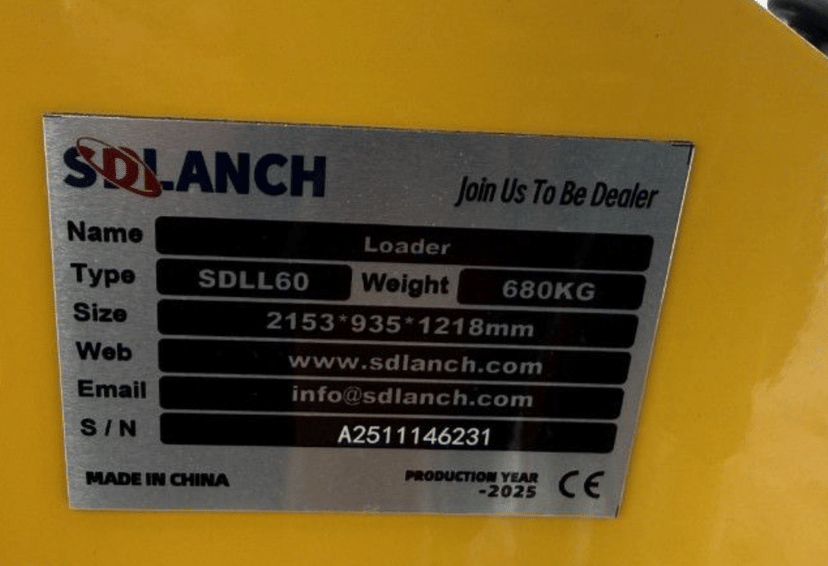 SDLANCH
Join Us To Be Dealer
Name Loader
Type SDLL60 Weight 680KG
Size 2153*935*1218mm
Web www.sdlanch.com
Email info@sdlanch.com
S/N A2511146231
MADE IN CHINA PRODUCTION YEAR
-2025 CE